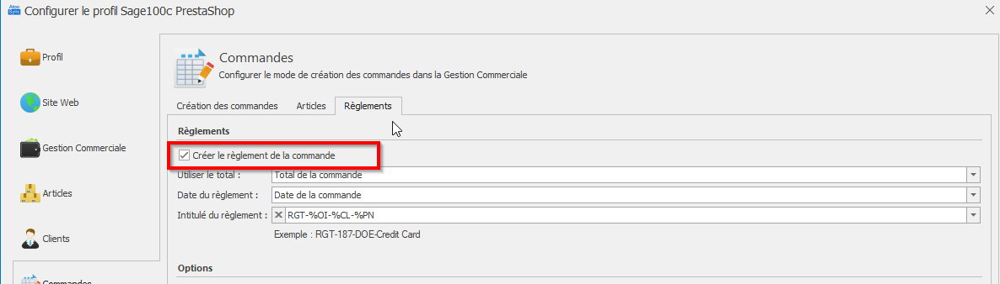 Atoo
Sync
Configurer le profil Sage100c PrestaShop
Profil
Site Web
Gestion Commerciale
Articles
Clients
Commandes
Commandes
Configurer le mode de création des commandes dans la Gestion Commerciale
Création des commandes
Articles
Règlements
Règlements
Créer le règlement de la commande
Utiliser le total :
Total de la commande
Date du règlement :
Date de la commande
Intitulé du règlement :
RGT-%OI-%CL-%PN
Exemple : RGT-187-DOE-Credit Card
Options